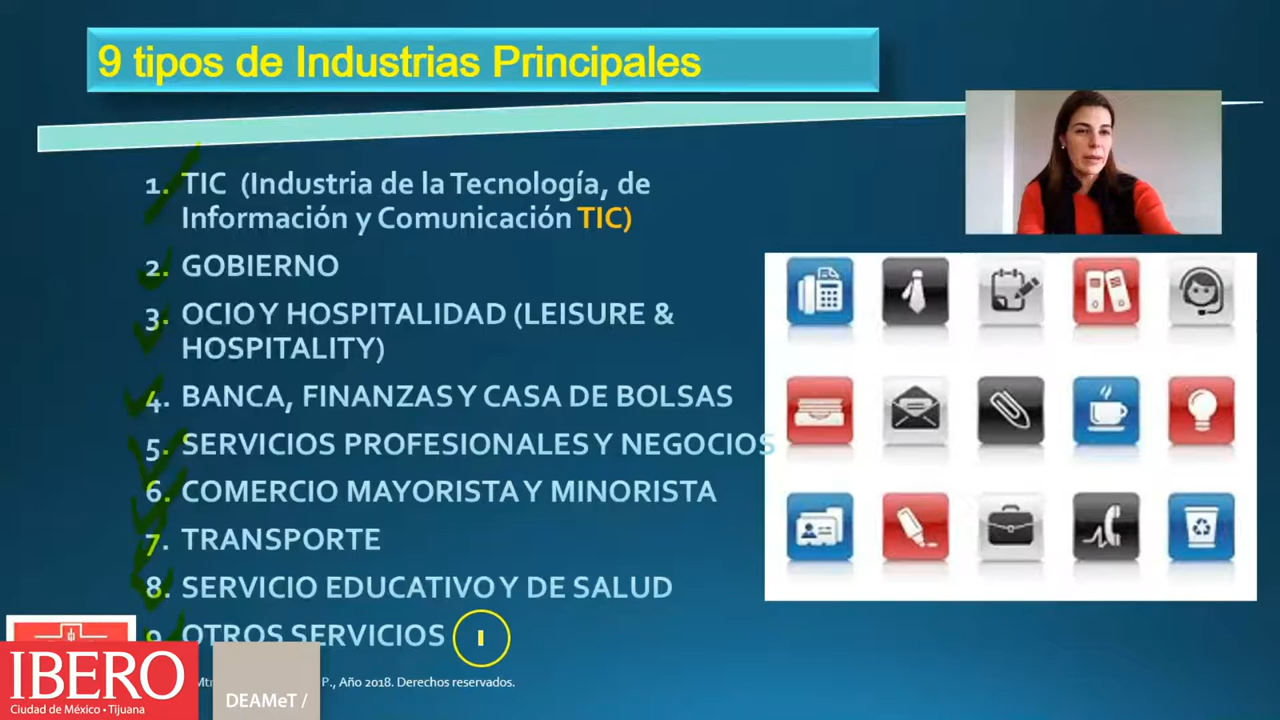 9 tipos de Industrias Principales
1. TIC (Industria de la Tecnología, de
Información y Comunicación TIC)
2. GOBIERNO
3. OCIO Y HOSPITALIDAD (LEISURE &
HOSPITALITY)
4. BANCA, FINANZAS Y CASA DE BOLSAS
5. SERVICIOS PROFESIONALES Y NEGOCIOS
6. COMERCIO MAYORISTA Y MINORISTA
7. TRANSPORTE
8. SERVICIO EDUCATIVO Y DE SALUD
9. OTROS SERVICIOS
P., Año 2018. Derechos reservados.
IBERO
Ciudad de México • Tijuana
DEAMeT /